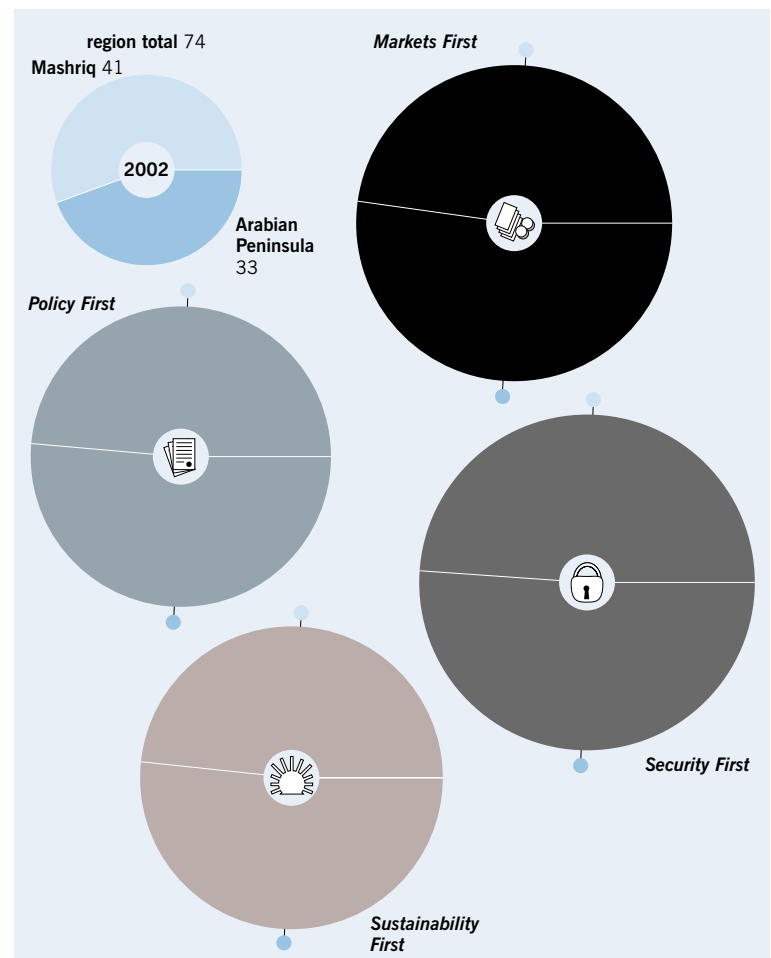 region total 74
Mashriq 41
2002
Arabian
Peninsula
33
Markets First
Policy First
Security First
Sustainability
First